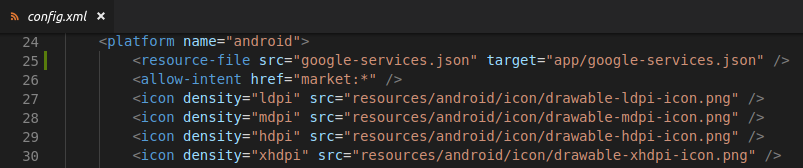 config.xml ×
24 <platform name="android">
25 <resource-file src="google-services.json" target="app/google-services.json" />
26 <allow-intent href="market:*" />
27 <icon density="ldpi" src="resources/android/icon/drawable-ldpi-icon.png" />
28 <icon density="mdpi" src="resources/android/icon/drawable-mdpi-icon.png" />
29 <icon density="hdpi" src="resources/android/icon/drawable-hdpi-icon.png" />
30 <icon density="xhdpi" src="resources/android/icon/drawable-xhdpi-icon.png" />